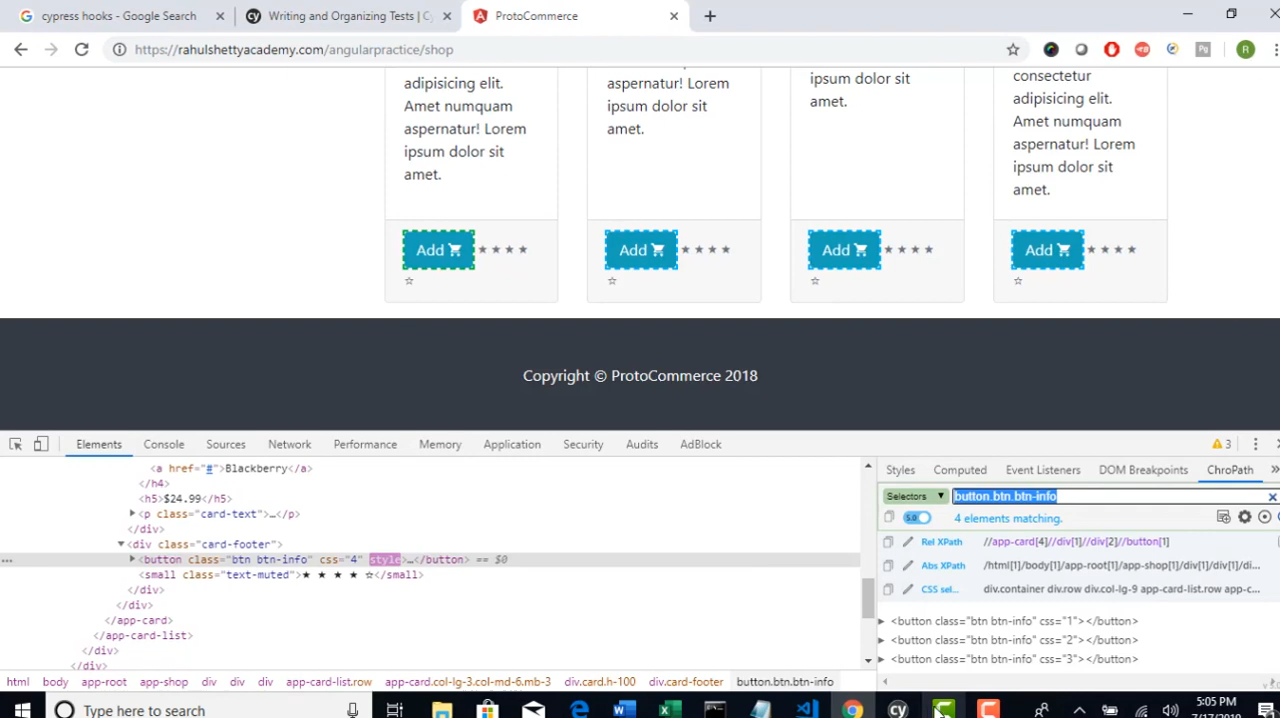 cypress hooks - Google Search
Writing and Organizing Tests | Cy
ProtoCommerce
https://rahulshettyacademy.com/angularpractice/shop
R
adipisicing elit.
Amet numquam
aspernatur! Lorem
ipsum dolor sit
amet.
aspernatur! Lorem
ipsum dolor sit
amet.
ipsum dolor sit
amet.
consectetur
adipisicing elit.
Amet numquam
aspernatur! Lorem
ipsum dolor sit
amet.
Add ★ ★ ★ ★ ☆
Add ★ ★ ★ ★ ☆
Add ★ ★ ★ ★ ☆
Add ★ ★ ★ ★ ☆
Copyright © ProtoCommerce 2018
Elements Console Sources Network Performance Memory Application Security Audits AdBlock 3
<a href="#">Blackberry</a>
</h4>
<h5>$24.99</h5>
<p class="card-text">…</p>
</div>
<div class="card-footer">
<button class="btn btn-info" css="4" style>…</button> == $0
<small class="text-muted">★ ★ ★ ★ ☆</small>
</div>
</div>
</app-card>
</app-card-list>
</div>
</div>
html body app-root app-shop div div div app-card-list.row app-card.col-lg-3.col-md-6.mb-3 div.card.h-100 div.card-footer button.btn.btn-info
Styles Computed Event Listeners DOM Breakpoints ChroPath »
Selectors button.btn.btn-info
4 elements matching.
Rel XPath //app-card[4]//div[1]//div[2]//button[1]
Abs XPath /html[1]/body[1]/app-root[1]/app-shop[1]/div[1]/div[1]/di...
CSS sel... div.container div.row div.col-lg-9 app-card-list.row app-c...
<button class="btn btn-info" css="1"></button>
<button class="btn btn-info" css="2"></button>
<button class="btn btn-info" css="3"></button>
Type here to search
5:05 PM